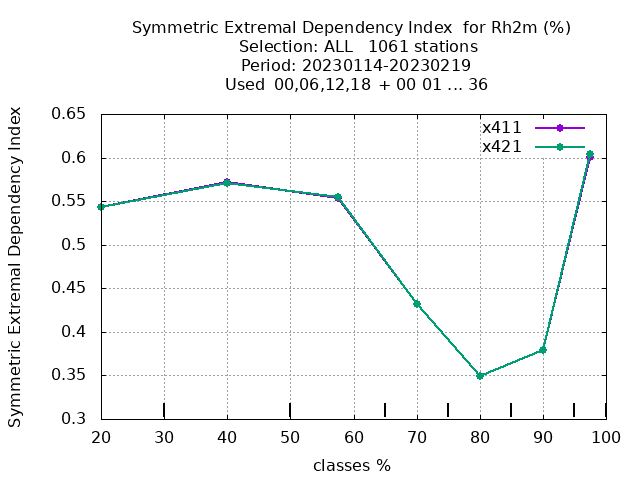 Symmetric Extremal Dependency Index  for Rh2m (%)
Selection: ALL   1061 stations
Period: 20230114-20230219
Used  00,06,12,18  + 00 01 ... 36
Symmetric Extremal Dependency Index
0.65
0.6
0.55
0.5
0.45
0.4
0.35
0.3
x411
x421
20 30 40 50 60 70 80 90 100
classes %